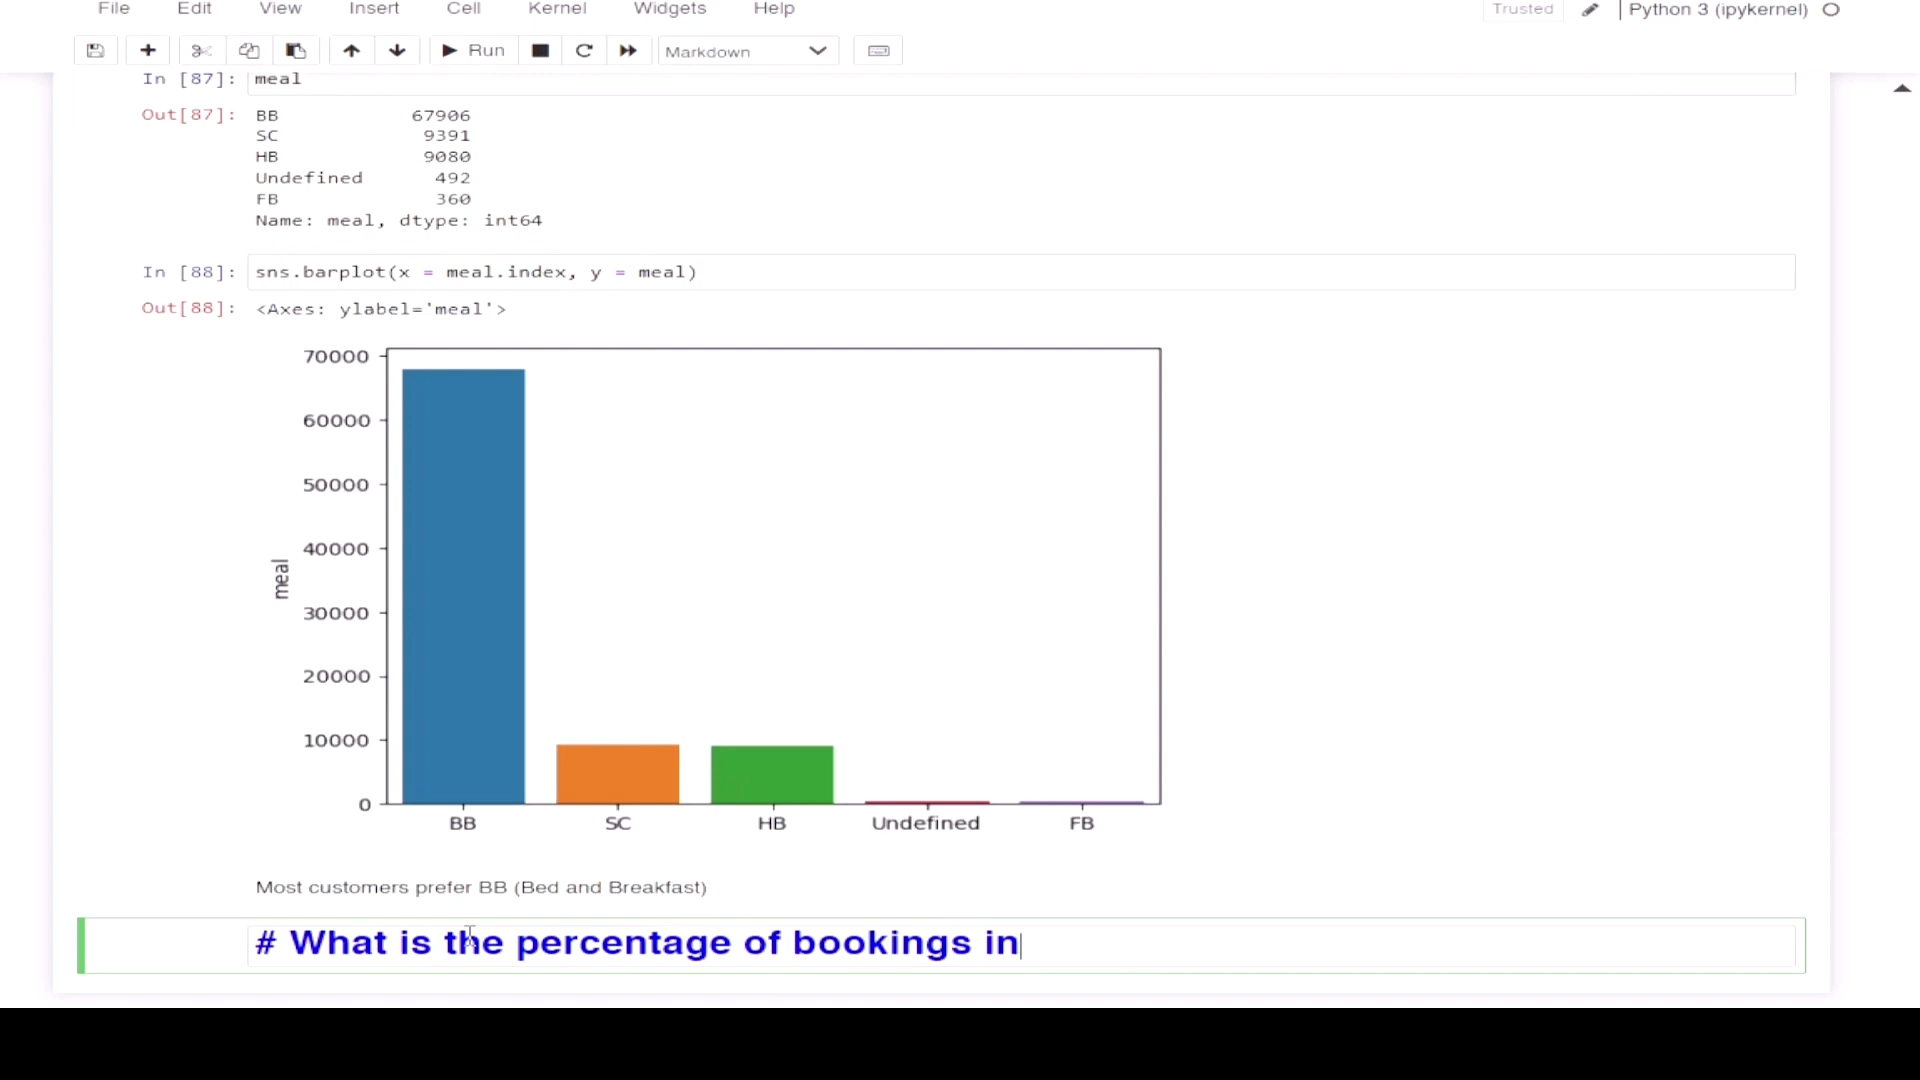 File Edit View Insert Cell Kernel Widgets Help Trusted Python 3 (ipykernel)
Run Markdown
In [87]: meal
Out[87]: BB 67906
SC 9391
HB 9080
Undefined 492
FB 360
Name: meal, dtype: int64
In [88]: sns.barplot(x = meal.index, y = meal)
Out[88]: <Axes: ylabel='meal'>
70000
60000
50000
40000
30000
20000
10000
0
meal
BB SC HB Undefined FB
Most customers prefer BB (Bed and Breakfast)
# What is the percentage of bookings in